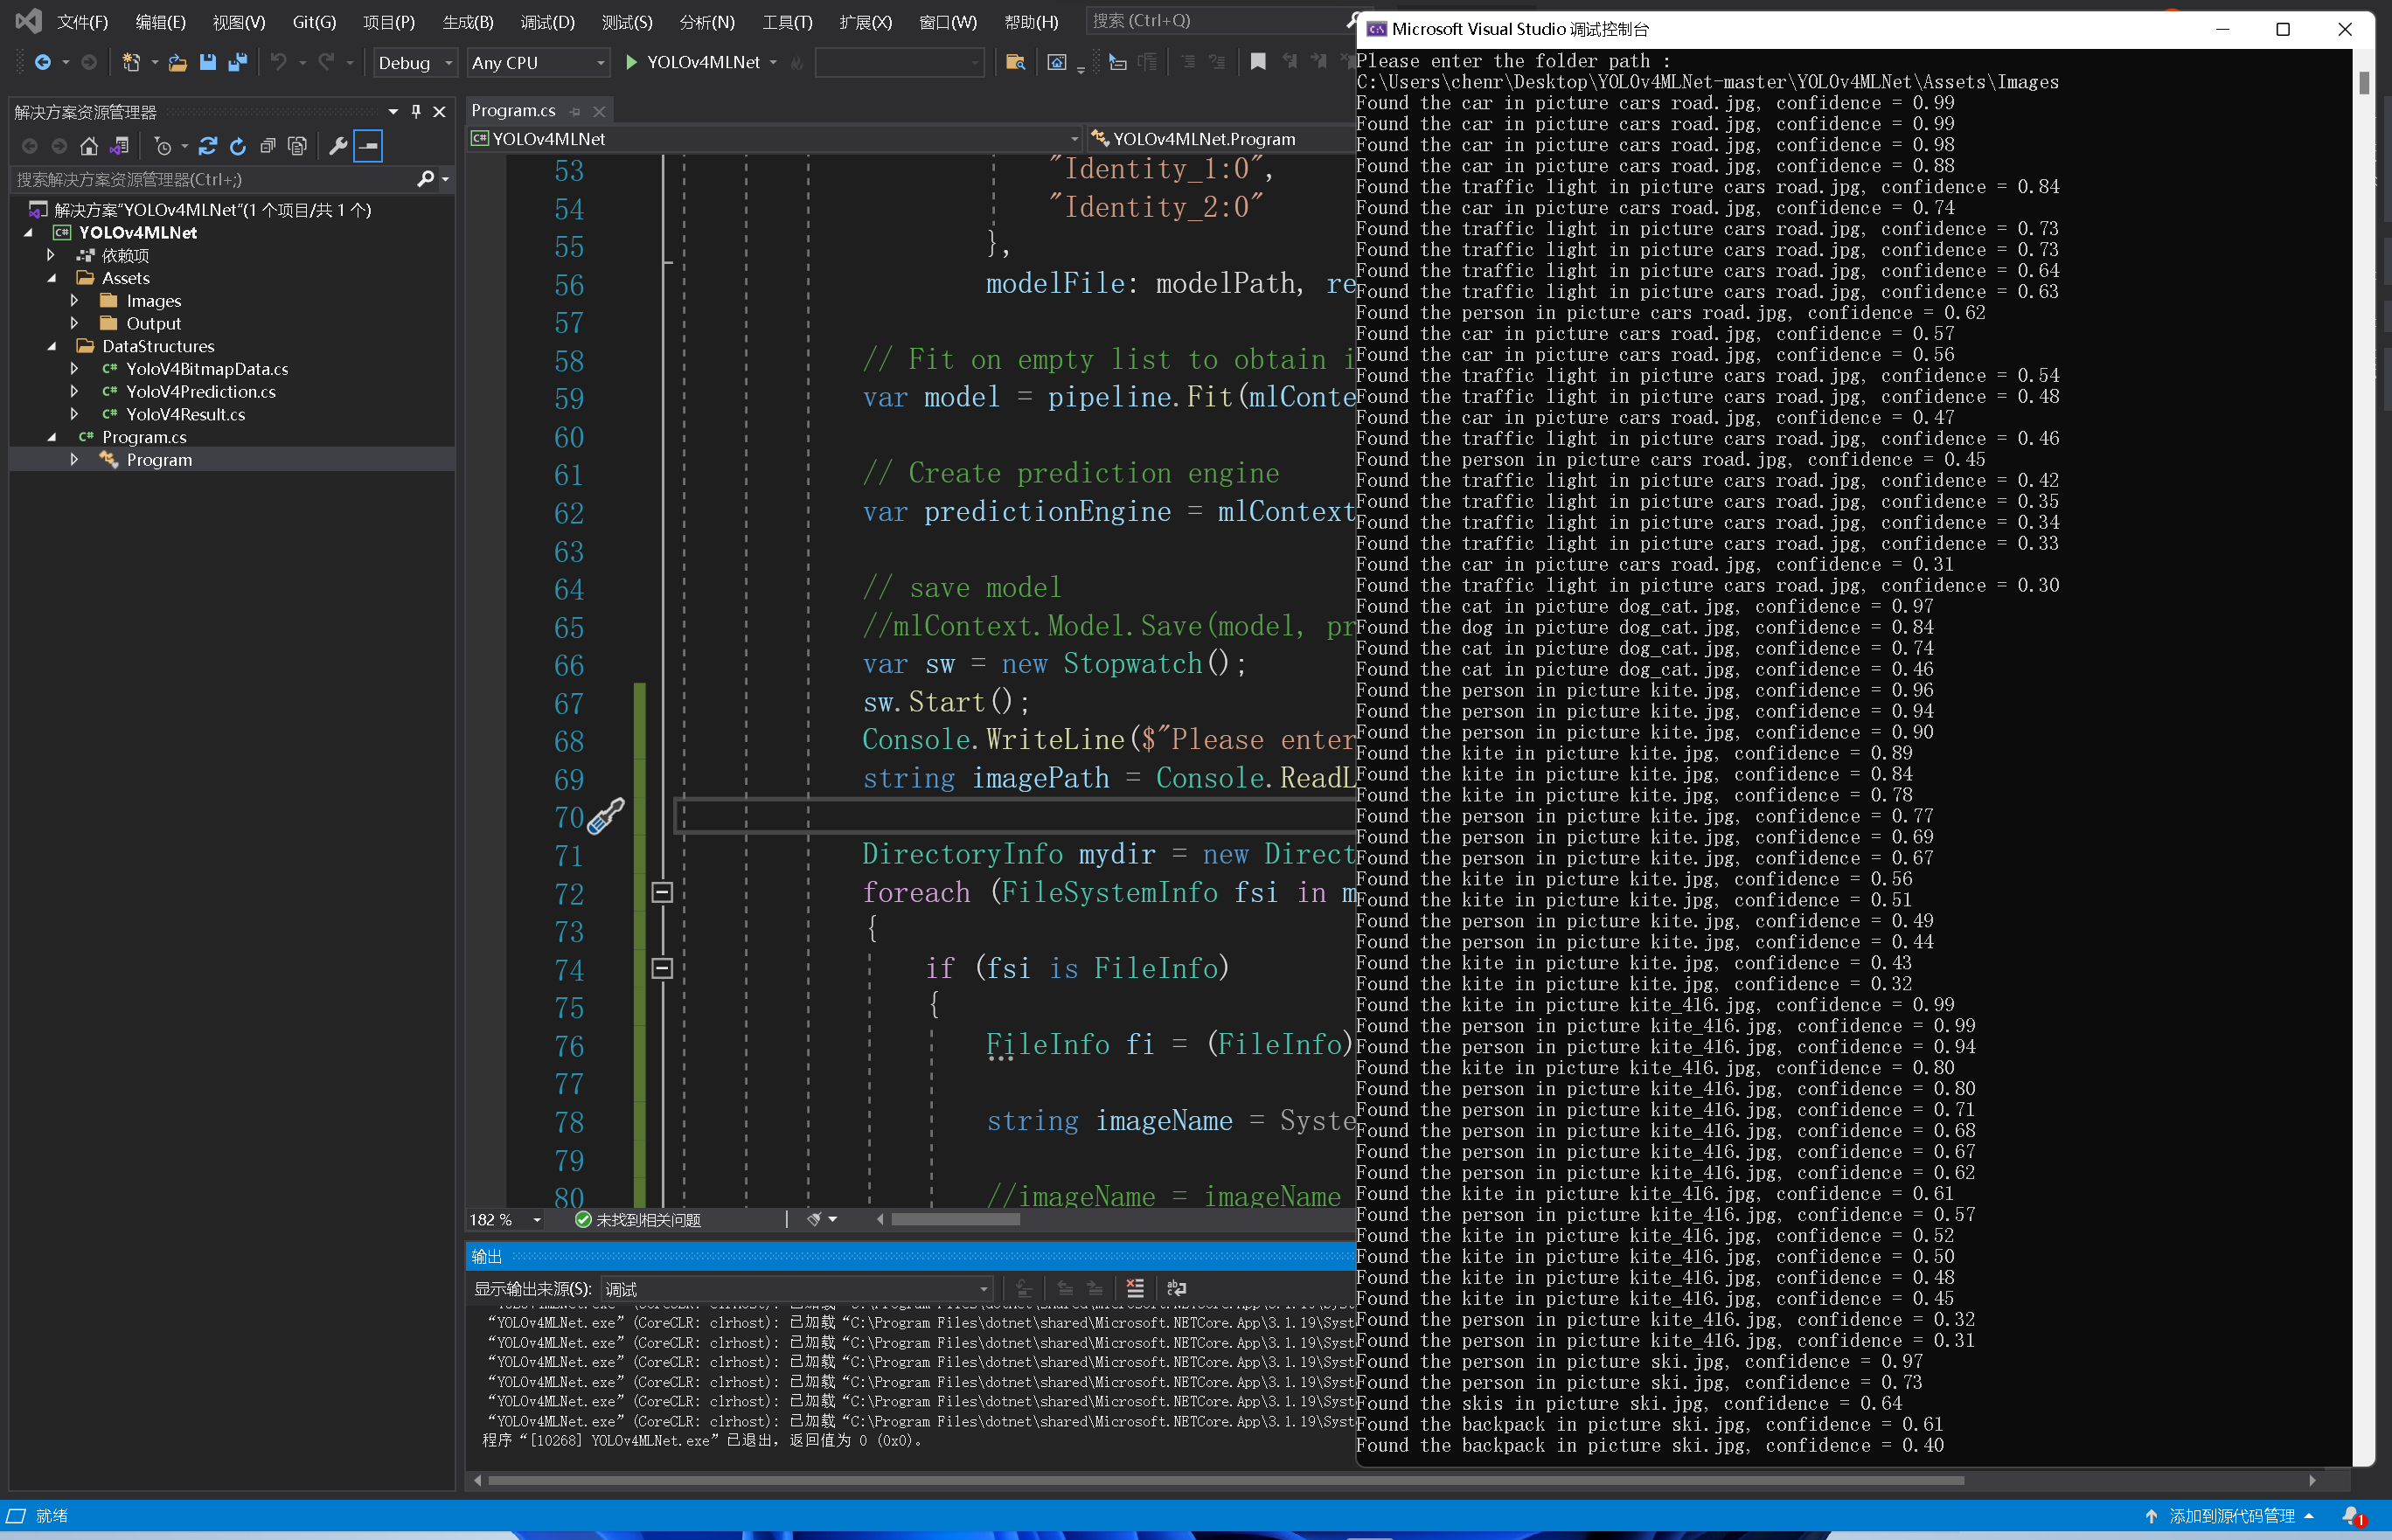 文件(F) 编辑(E) 视图(V) Git(G) 项目(P) 生成(B) 调试(D) 测试(S) 分析(N) 工具(T) 扩展(X) 窗口(W) 帮助(H) 搜索 (Ctrl+Q)
Debug Any CPU YOLOv4MLNet
解决方案资源管理器
搜索解决方案资源管理器(Ctrl+;)
解决方案"YOLOv4MLNet"(1 个项目/共 1 个)
YOLOv4MLNet
依赖项
Assets
Images
Output
DataStructures
C# YoloV4BitmapData.cs
C# YoloV4Prediction.cs
C# YoloV4Result.cs
C# Program.cs
Program
Program.cs
C# YOLOv4MLNet YOLOv4MLNet.Program
53 "Identity_1:0",
54 "Identity_2:0"
55 },
56 modelFile: modelPath, re
57
58 // Fit on empty list to obtain i
59 var model = pipeline.Fit(mlConte
60
61 // Create prediction engine
62 var predictionEngine = mlContext
63
64 // save model
65 //mlContext.Model.Save(model, pr
66 var sw = new Stopwatch();
67 sw.Start();
68 Console.WriteLine($"Please enter
69 string imagePath = Console.ReadL
70
71 DirectoryInfo mydir = new Direct
72 foreach (FileSystemInfo fsi in m
73 {
74 if (fsi is FileInfo)
75 {
76 FileInfo fi = (FileInfo)
77
78 string imageName = Syste
79
80 //imageName = imageName
182 % 未找到相关问题
输出
显示输出来源(S): 调试
“YOLOv4MLNet.exe”(CoreCLR: clrhost): 已加载“C:\Program Files\dotnet\shared\Microsoft.NETCore.App\3.1.19\Syst
“YOLOv4MLNet.exe”(CoreCLR: clrhost): 已加载“C:\Program Files\dotnet\shared\Microsoft.NETCore.App\3.1.19\Syst
“YOLOv4MLNet.exe”(CoreCLR: clrhost): 已加载“C:\Program Files\dotnet\shared\Microsoft.NETCore.App\3.1.19\Syst
“YOLOv4MLNet.exe”(CoreCLR: clrhost): 已加载“C:\Program Files\dotnet\shared\Microsoft.NETCore.App\3.1.19\Syst
“YOLOv4MLNet.exe”(CoreCLR: clrhost): 已加载“C:\Program Files\dotnet\shared\Microsoft.NETCore.App\3.1.19\Syst
“YOLOv4MLNet.exe”(CoreCLR: clrhost): 已加载“C:\Program Files\dotnet\shared\Microsoft.NETCore.App\3.1.19\Syst
程序“[10268] YOLOv4MLNet.exe”已退出，返回值为 0 (0x0)。
Microsoft Visual Studio 调试控制台
Please enter the folder path :
C:\Users\chenr\Desktop\YOLOv4MLNet-master\YOLOv4MLNet\Assets\Images
Found the car in picture cars road.jpg, confidence = 0.99
Found the car in picture cars road.jpg, confidence = 0.99
Found the car in picture cars road.jpg, confidence = 0.98
Found the car in picture cars road.jpg, confidence = 0.88
Found the traffic light in picture cars road.jpg, confidence = 0.84
Found the car in picture cars road.jpg, confidence = 0.74
Found the traffic light in picture cars road.jpg, confidence = 0.73
Found the traffic light in picture cars road.jpg, confidence = 0.73
Found the traffic light in picture cars road.jpg, confidence = 0.64
Found the traffic light in picture cars road.jpg, confidence = 0.63
Found the person in picture cars road.jpg, confidence = 0.62
Found the car in picture cars road.jpg, confidence = 0.57
Found the car in picture cars road.jpg, confidence = 0.56
Found the traffic light in picture cars road.jpg, confidence = 0.54
Found the traffic light in picture cars road.jpg, confidence = 0.48
Found the car in picture cars road.jpg, confidence = 0.47
Found the traffic light in picture cars road.jpg, confidence = 0.46
Found the person in picture cars road.jpg, confidence = 0.45
Found the traffic light in picture cars road.jpg, confidence = 0.42
Found the traffic light in picture cars road.jpg, confidence = 0.35
Found the traffic light in picture cars road.jpg, confidence = 0.34
Found the traffic light in picture cars road.jpg, confidence = 0.33
Found the car in picture cars road.jpg, confidence = 0.31
Found the traffic light in picture cars road.jpg, confidence = 0.30
Found the cat in picture dog_cat.jpg, confidence = 0.97
Found the dog in picture dog_cat.jpg, confidence = 0.84
Found the cat in picture dog_cat.jpg, confidence = 0.74
Found the cat in picture dog_cat.jpg, confidence = 0.46
Found the person in picture kite.jpg, confidence = 0.96
Found the person in picture kite.jpg, confidence = 0.94
Found the person in picture kite.jpg, confidence = 0.90
Found the kite in picture kite.jpg, confidence = 0.89
Found the kite in picture kite.jpg, confidence = 0.84
Found the kite in picture kite.jpg, confidence = 0.78
Found the person in picture kite.jpg, confidence = 0.77
Found the person in picture kite.jpg, confidence = 0.69
Found the person in picture kite.jpg, confidence = 0.67
Found the kite in picture kite.jpg, confidence = 0.56
Found the kite in picture kite.jpg, confidence = 0.51
Found the person in picture kite.jpg, confidence = 0.49
Found the person in picture kite.jpg, confidence = 0.44
Found the kite in picture kite.jpg, confidence = 0.43
Found the kite in picture kite.jpg, confidence = 0.32
Found the kite in picture kite_416.jpg, confidence = 0.99
Found the person in picture kite_416.jpg, confidence = 0.99
Found the person in picture kite_416.jpg, confidence = 0.94
Found the kite in picture kite_416.jpg, confidence = 0.80
Found the person in picture kite_416.jpg, confidence = 0.80
Found the person in picture kite_416.jpg, confidence = 0.71
Found the person in picture kite_416.jpg, confidence = 0.68
Found the person in picture kite_416.jpg, confidence = 0.67
Found the person in picture kite_416.jpg, confidence = 0.62
Found the kite in picture kite_416.jpg, confidence = 0.61
Found the person in picture kite_416.jpg, confidence = 0.57
Found the kite in picture kite_416.jpg, confidence = 0.52
Found the kite in picture kite_416.jpg, confidence = 0.50
Found the kite in picture kite_416.jpg, confidence = 0.48
Found the kite in picture kite_416.jpg, confidence = 0.45
Found the person in picture kite_416.jpg, confidence = 0.32
Found the person in picture kite_416.jpg, confidence = 0.31
Found the person in picture ski.jpg, confidence = 0.97
Found the person in picture ski.jpg, confidence = 0.73
Found the skis in picture ski.jpg, confidence = 0.64
Found the backpack in picture ski.jpg, confidence = 0.61
Found the backpack in picture ski.jpg, confidence = 0.40
就绪 添加到源代码管理 1